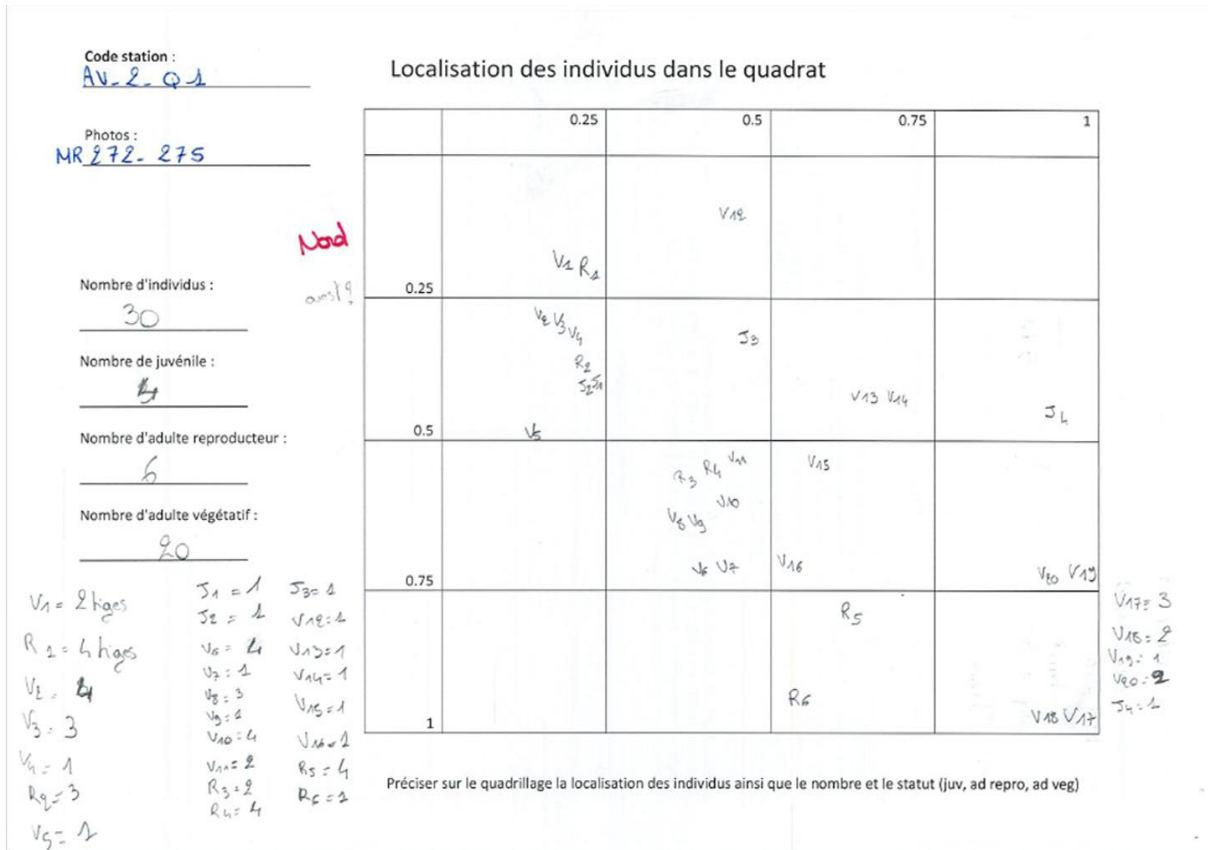 Code station :
AV-2-Q1
Photos :
MR 272-275
Localisation des individus dans le quadrat
0.25 0.5 0.75 1
V12
Nord
V1 R1
Nombre d'individus :
30
0.25
ouest ?
V2 V3 V4
J3
R2
J2 J1
V13 V14
J4
Nombre de juvénile :
4
0.5
V5
Nombre d'adulte reproducteur :
6
V11
V15
R3 R4
V10
V8 V9
Nombre d'adulte végétatif :
20
V6 V7
V16
V20 V19
0.75
R5
R6
V18 V17
1
V1 = 2 tiges
R1 = 4 tiges
V2 = 4
V3 = 3
V4 = 1
R2 = 3
V5 = 1
J1 = 1
J2 = 1
V6 = 4
V7 = 1
V8 = 3
V9 = 1
V10 = 4
V11 = 2
R3 = 2
R4 = 4
J3 = 1
V12 = 1
V13 = 1
V14 = 1
V15 = 1
V16 = 1
R5 = 4
R6 = 1
V17 = 3
V18 = 2
V19 = 1
V20 = 2
J4 = 1
Préciser sur le quadrillage la localisation des individus ainsi que le nombre et le statut (juv, ad repro, ad veg)